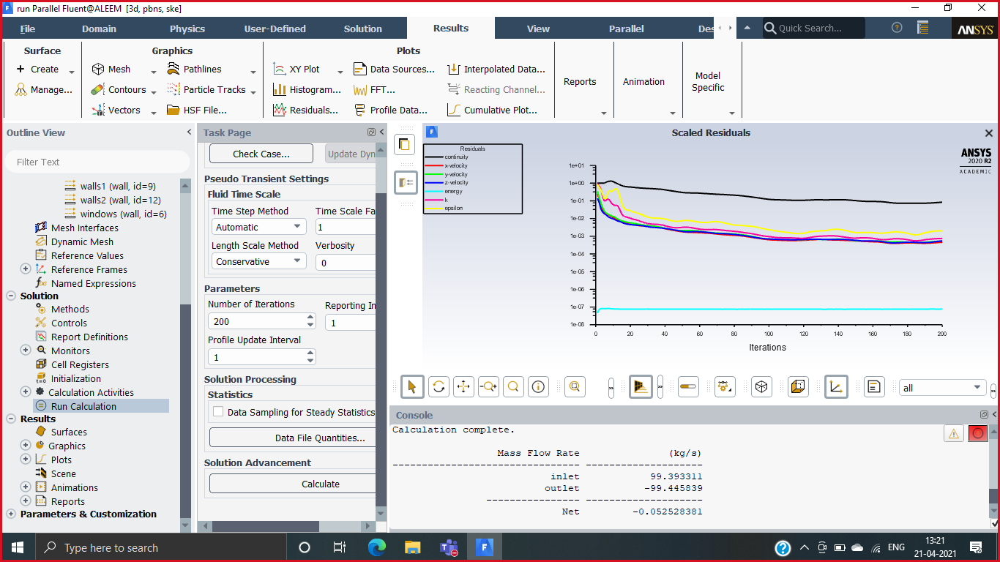 run Parallel Fluent@ALEEM [3d, pbns, ske]
File Domain Physics User-Defined Solution Results View Parallel Des Quick Search... ANSYS
Surface Graphics Plots
Create Mesh Pathlines XY Plot Data Sources... Interpolated Data...
Manage... Contours Particle Tracks Histogram... FFT... Reacting Channel...
Vectors HSF File... Residuals... Profile Data... Cumulative Plot...
Reports Animation Model Specific
Outline View
Filter Text
walls1 (wall, id=9)
walls2 (wall, id=12)
windows (wall, id=6)
Mesh Interfaces
Dynamic Mesh
Reference Values
Reference Frames
Named Expressions
Solution
Methods
Controls
Report Definitions
Monitors
Cell Registers
Initialization
Calculation Activities
Run Calculation
Results
Surfaces
Graphics
Plots
Scene
Animations
Reports
Parameters & Customization
Task Page
Check Case... Update Dyn
Pseudo Transient Settings
Fluid Time Scale
Time Step Method Time Scale Fa
Automatic 1
Length Scale Method Verbosity
Conservative 0
Parameters
Number of Iterations Reporting In
200 1
Profile Update Interval
1
Solution Processing
Statistics
Data Sampling for Steady Statistics
Data File Quantities...
Solution Advancement
Calculate
Scaled Residuals
ANSYS
2020 R2
ACADEMIC
Residuals
continuity
x-velocity
y-velocity
z-velocity
energy
k
epsilon
1e+01
1e+00
1e-01
1e-02
1e-03
1e-04
1e-05
1e-06
1e-07
1e-08
0 20 40 60 80 100 120 140 160 180 200
Iterations
all
Console
Calculation complete.
Mass Flow Rate (kg/s)
-------------------------------- --------------------
inlet 99.393311
outlet -99.445839
---------------- --------------------
Net -0.052528381
Type here to search
ENG 13:21
21-04-2021